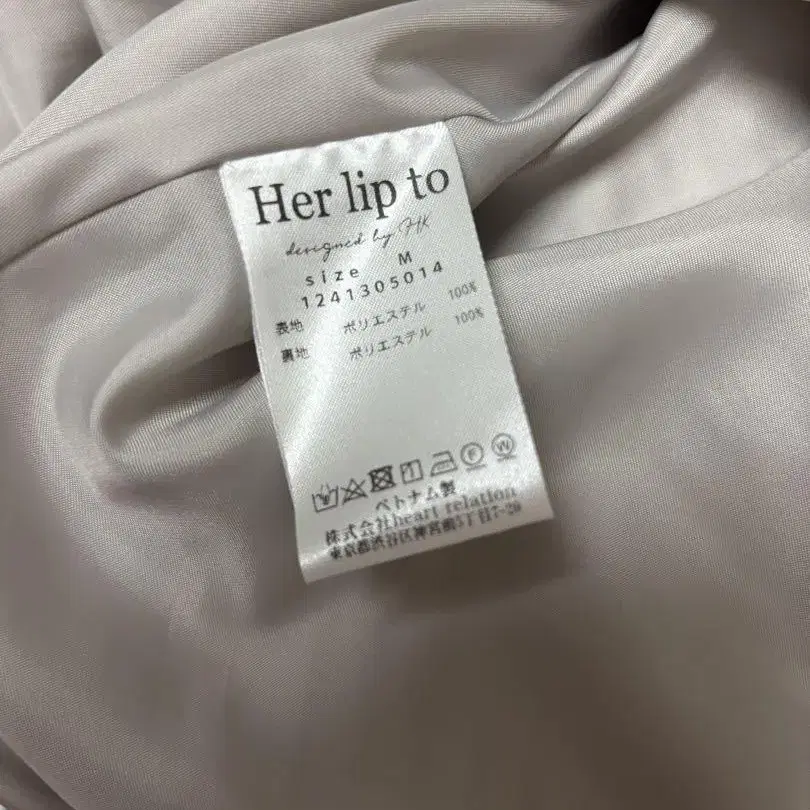 Her lip to
designed by HK
size M
1241305014
表地 ポリエステル 100%
裏地 ポリエステル 100%
F W
ベトナム製
株式会社heart relation
東京都渋谷区神宮前5丁目7-20